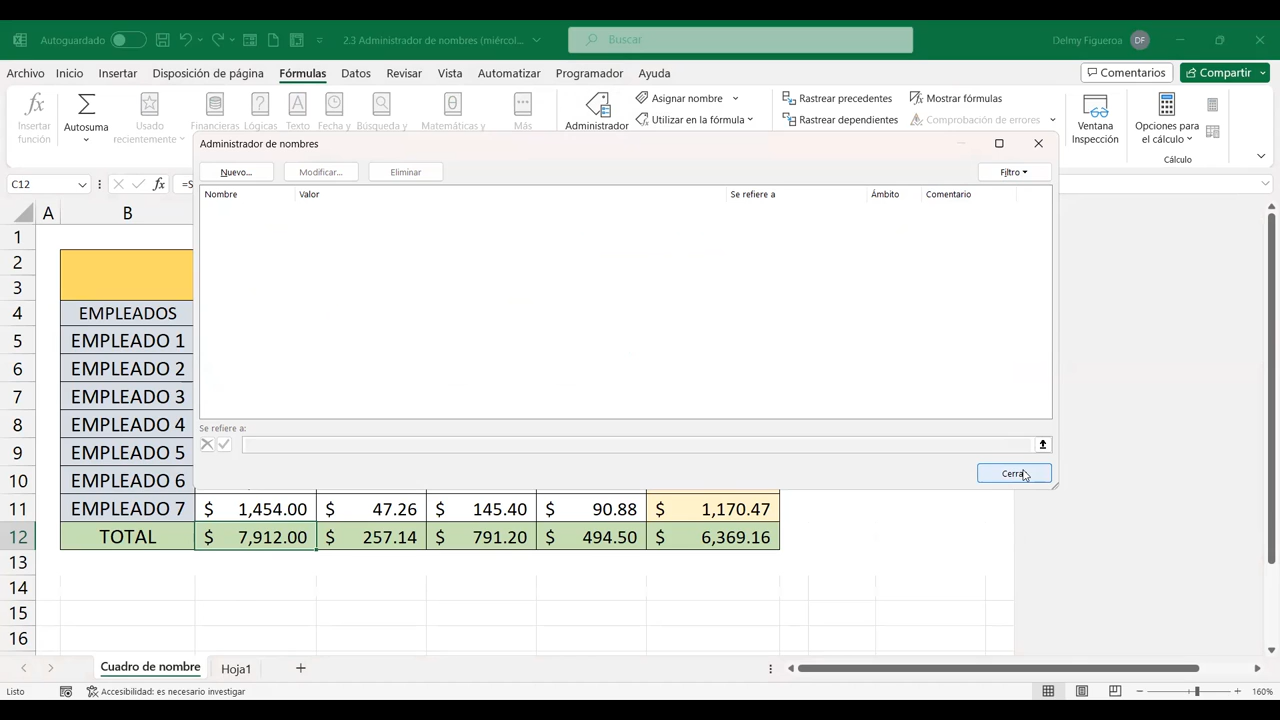 Autoguardado
2.3 Administrador de nombres (miércol...
Buscar
Delmy Figueroa DF
Archivo Inicio Insertar Disposición de página Fórmulas Datos Revisar Vista Automatizar Programador Ayuda
Comentarios Compartir
Insertar función
Autosuma
Usado recientemente
Financieras
Lógicas
Texto
Fecha y
Búsqueda y
Matemáticas y
Más
Administrador
Asignar nombre
Utilizar en la fórmula
Rastrear precedentes
Rastrear dependientes
Mostrar fórmulas
Comprobación de errores
Ventana Inspección
Opciones para el cálculo
Cálculo
Administrador de nombres
Nuevo... Modificar... Eliminar Filtro
Nombre Valor Se refiere a Ámbito Comentario
Se refiere a:
C12 fx =S
A B
1
2
3
4 EMPLEADOS
5 EMPLEADO 1
6 EMPLEADO 2
7 EMPLEADO 3
8 EMPLEADO 4
9 EMPLEADO 5
10 EMPLEADO 6
11 EMPLEADO 7 $ 1,454.00 $ 47.26 $ 145.40 $ 90.88 $ 1,170.47
12 TOTAL $ 7,912.00 $ 257.14 $ 791.20 $ 494.50 $ 6,369.16
13
14
15
16
Cuadro de nombre Hoja1
Listo Accesibilidad: es necesario investigar 160%